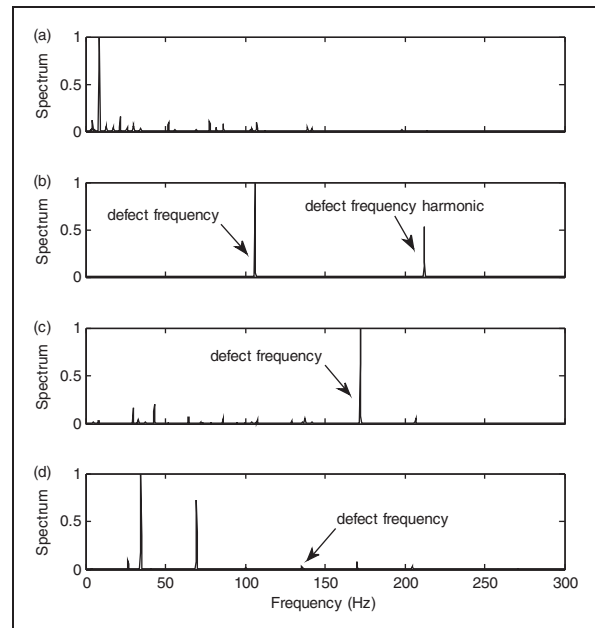 (a)
Spectrum
1
0.5
0
(b)
Spectrum
1
0.5
0
defect frequency
defect frequency harmonic
(c)
Spectrum
1
0.5
0
defect frequency
(d)
Spectrum
1
0.5
0
defect frequency
0 50 100 150 200 250 300
Frequency (Hz)